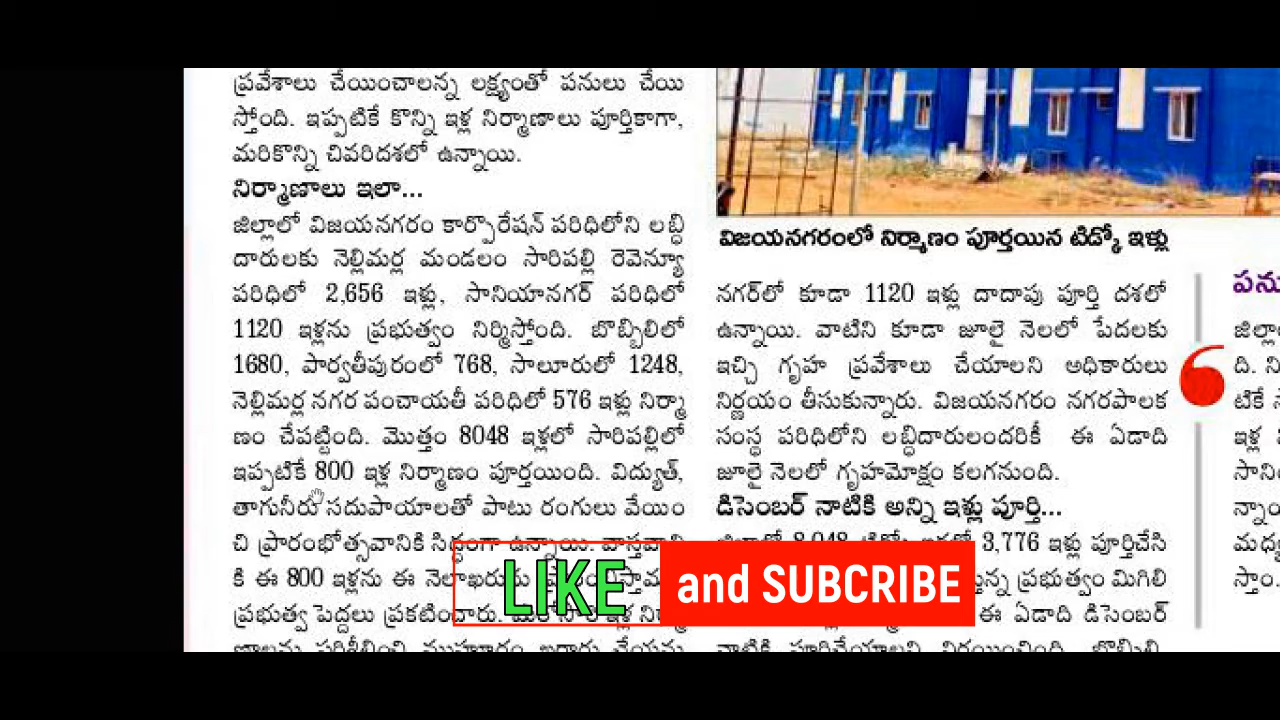 ప్రవేశాలు చేయించాలన్న లక్ష్యంతో పనులు చేయి
స్తోంది. ఇప్పటికే కొన్ని ఇళ్ల నిర్మాణాలు పూర్తికాగా,
మరికొన్ని చివరిదశలో ఉన్నాయి.
నిర్మాణాలు ఇలా...
జిల్లాలో విజయనగరం కార్పొరేషన్ పరిధిలోని లబ్ధి
దారులకు నెల్లిమర్ల మండలం సారిపల్లి రెవెన్యూ
పరిధిలో 2,656 ఇళ్లు, సానియానగర్ పరిధిలో
1120 ఇళ్లను ప్రభుత్వం నిర్మిస్తోంది. బొబ్బిలిలో
1680, పార్వతీపురంలో 768, సాలూరులో 1248,
నెల్లిమర్ల నగర పంచాయతీ పరిధిలో 576 ఇళ్లు నిర్మా
ణం చేపట్టింది. మొత్తం 8048 ఇళ్లలో సారిపల్లిలో
ఇప్పటికే 800 ఇళ్ల నిర్మాణం పూర్తయింది. విద్యుత్,
తాగునీరు సదుపాయాలతో పాటు రంగులు వేయిం
చి ప్రారంభోత్సవానికి సిద్ధంగా ఉన్నాయి.
కి ఈ 800 ఇళ్లను ఈ
ప్రభుత్వ పెద్దలు ప్రకటించారు.
విజయనగరంలో నిర్మాణం పూర్తయిన టిడ్కో ఇళ్లు
నగర్‌లో కూడా 1120 ఇళ్లు దాదాపు పూర్తి దశలో
ఉన్నాయి. వాటిని కూడా జూలై నెలలో పేదలకు
ఇచ్చి గృహ ప్రవేశాలు చేయాలని అధికారులు
నిర్ణయం తీసుకున్నారు. విజయనగరం నగరపాలక
సంస్థ పరిధిలోని లబ్ధిదారులందరికీ ఈ ఏడాది
జూలై నెలలో గృహమోక్షం కలగనుంది.
డిసెంబర్ నాటికి అన్ని ఇళ్లు పూర్తి...
3,776 ఇళ్లు పూర్తిచేసి
ప్రభుత్వం మిగిలి
ఈ ఏడాది డిసెంబర్
LIKE and SUBCRIBE